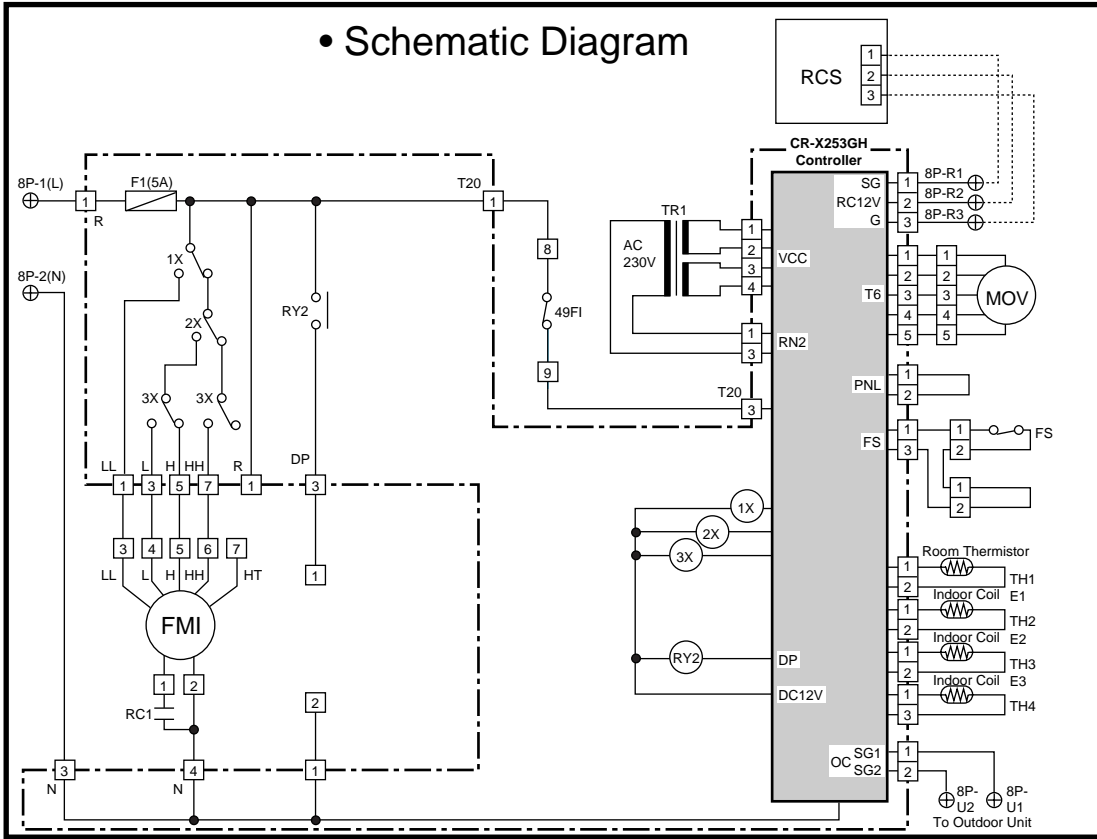 • Schematic Diagram
RCS
1
2
3
CR-X253GH
Controller
8P-1(L)
1
R
F1(5A)
T20
1
8P-2(N)
1X
2X
3X
3X
RY2
8
49FI
9
TR1
AC
230V
1
2
3
4
VCC
1
3
RN2
T20
3
SG
RC12V
G
1
2
3
8P-R1
8P-R2
8P-R3
T6
1
2
3
4
5
1
2
3
4
5
MOV
PNL
1
2
FS
1
3
1
2
FS
1
2
LL
L
H
HH
R
DP
1
3
5
7
1
3
3
4
5
6
7
LL
L
H
HH
HT
1
FMI
1
2
RC1
2
3
N
4
N
1
1X
2X
3X
RY2
DP
DC12V
Room Thermistor
1
2
TH1
Indoor Coil E1
1
2
TH2
Indoor Coil E2
1
2
TH3
Indoor Coil E3
1
3
TH4
OC
SG1
SG2
1
2
8P-
U2
8P-
U1
To Outdoor Unit